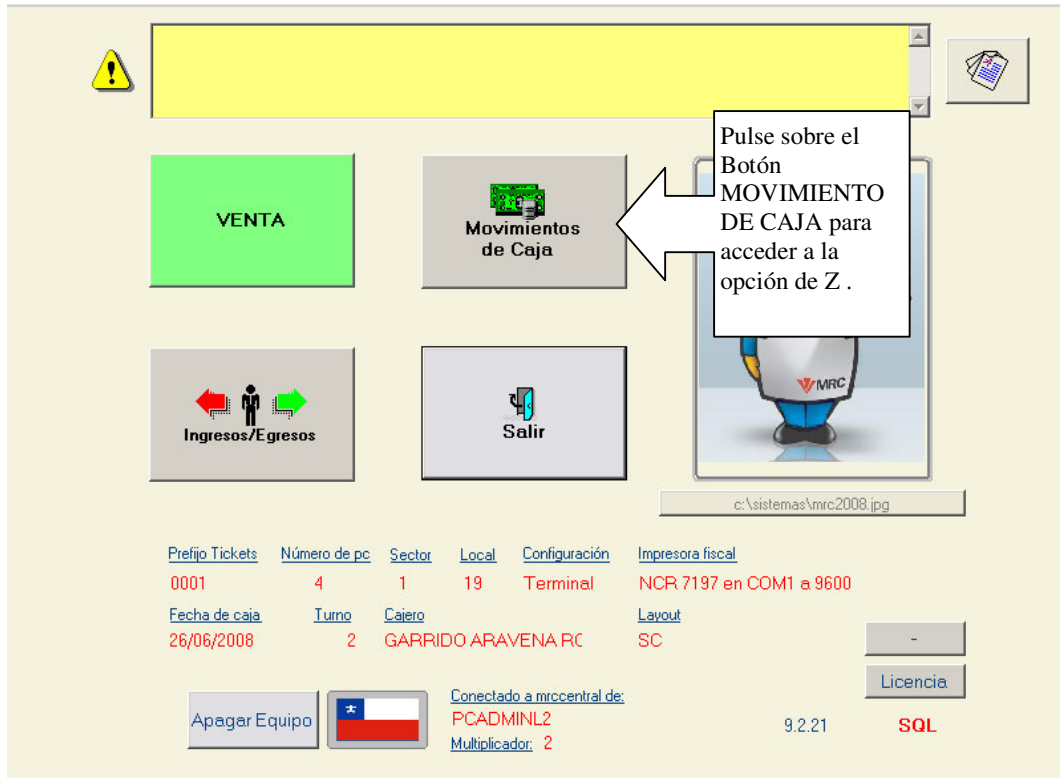 Pulse sobre el
Botón
MOVIMIENTO
DE CAJA para
acceder a la
opción de Z .
VENTA
Movimientos
de Caja
Ingresos/Egresos
Salir
MRC
c:\sistemas\mrc2008.jpg
Prefijo Tickets Número de pc Sector Local Configuración Impresora fiscal
0001 4 1 19 Terminal NCR 7197 en COM1 a 9600
Fecha de caja Turno Cajero Layout
26/06/2008 2 GARRIDO ARAVENA RO SC
-
Licencia
Apagar Equipo
Conectado a mrccentral de:
PCADMINL2
Multiplicador: 2
9.2.21 SQL